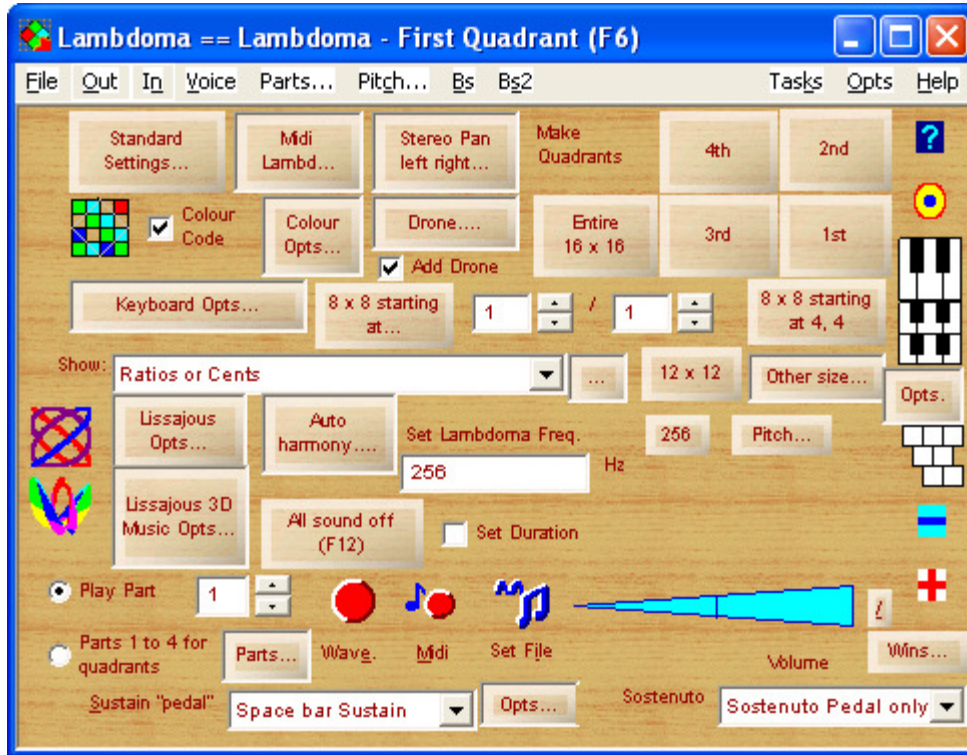 Lambdoma == Lambdoma - First Quadrant (F6)
File Out In Voice Parts... Pitch... Bs Bs2 Tasks Opts Help
Standard
Settings...
Midi
Lambd...
Stereo Pan
left right...
Make
Quadrants
4th
2nd
?
Colour
Code
Colour
Opts...
Drone....
Entire
16 x 16
3rd
1st
Add Drone
Keyboard Opts...
8 x 8 starting
at...
1
/
1
8 x 8 starting
at 4, 4
Show:
Ratios or Cents
...
12 x 12
Other size...
Opts.
Lissajous
Opts...
Auto
harmony....
Set Lambdoma Freq.
256
Pitch...
256
Hz
Lissajous 3D
Music Opts...
All sound off
(F12)
Set Duration
Play Part
1
Parts 1 to 4 for
quadrants
Parts...
Wave.
Midi
Set File
Volume
/
Wins...
Sustain "pedal"
Space bar Sustain
Opts...
Sostenuto
Sostenuto Pedal only